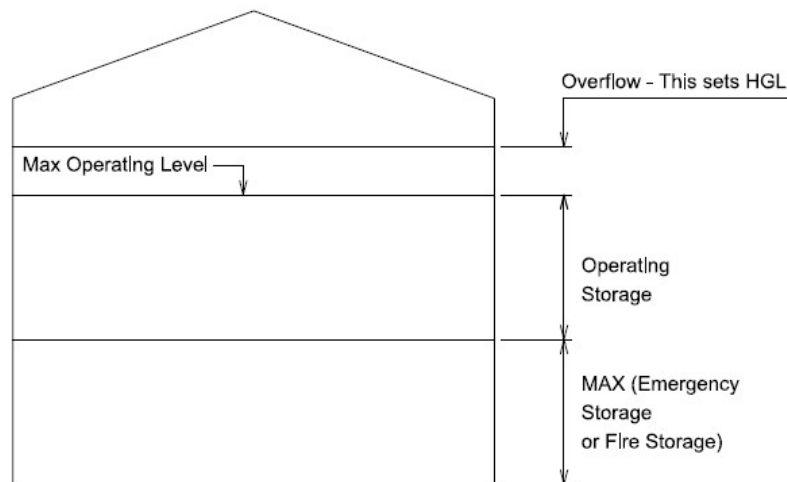 Overflow - This sets HGL
Max Operating Level
Operating
Storage
MAX (Emergency
Storage
or Fire Storage)